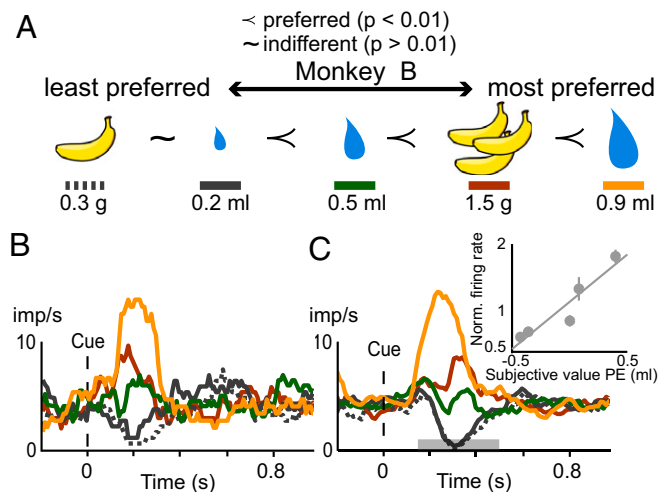 A
≺ preferred (p < 0.01)
~ indifferent (p > 0.01)
Monkey B
least preferred
most preferred
~ ≺ ≺ ≺
0.3 g 0.2 ml 0.5 ml 1.5 g 0.9 ml
B
imp/s
10
Cue
0
0 0.8
Time (s)
C
imp/s
10
Cue
0
0 0.8
Time (s)
Norm. firing rate
2
1
0.5
-0.5 0.5
Subjective value PE (ml)